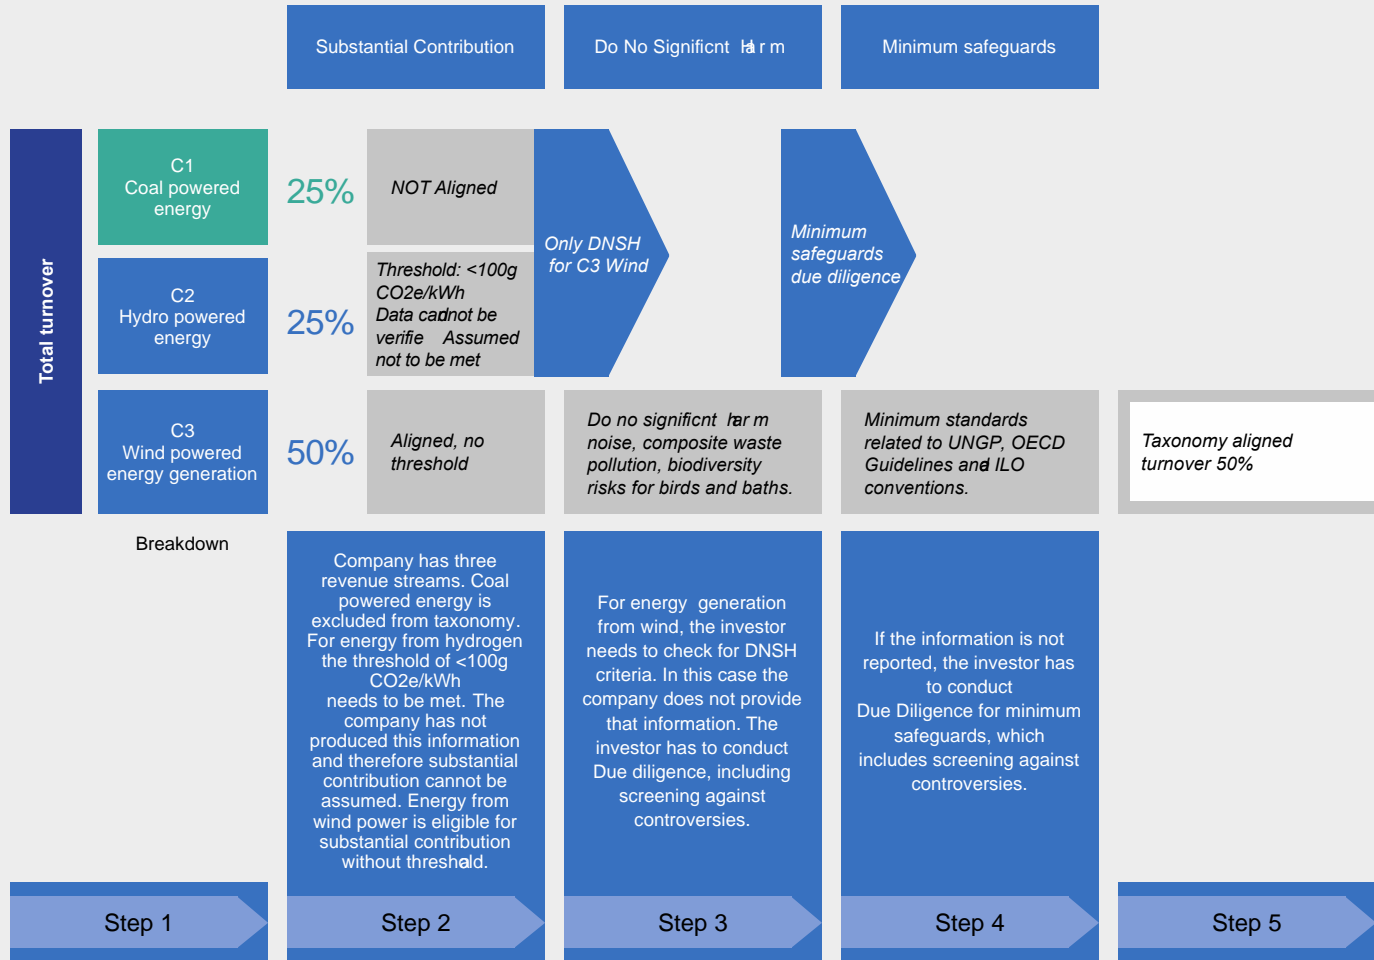 Substantial Contribution
Do No Significnt Harm
Minimum safeguards
Total turnover
C1
Coal powered
energy
25%
NOT Aligned
C2
Hydro powered
energy
25%
Threshold: <100g
CO2e/kWh
Data cannot be
verifie Assumed
not to be met
Only DNSH
for C3 Wind
Minimum
safeguards
due diligence
C3
Wind powered
energy generation
50%
Aligned, no
threshold
Do no significnt harm
noise, composite waste
pollution, biodiversity
risks for birds and baths.
Minimum standards
related to UNGP, OECD
Guidelines and ILO
conventions.
Taxonomy aligned
turnover 50%
Breakdown
Company has three
revenue streams. Coal
powered energy is
excluded from taxonomy.
For energy from hydrogen
the threshold of <100g
CO2e/kWh
needs to be met. The
company has not
produced this information
and therefore substantial
contribution cannot be
assumed. Energy from
wind power is eligible for
substantial contribution
without threshold.
For energy generation
from wind, the investor
needs to check for DNSH
criteria. In this case the
company does not provide
that information. The
investor has to conduct
Due diligence, including
screening against
controversies.
If the information is not
reported, the investor has
to conduct
Due Diligence for minimum
safeguards, which
includes screening against
controversies.
Step 1
Step 2
Step 3
Step 4
Step 5